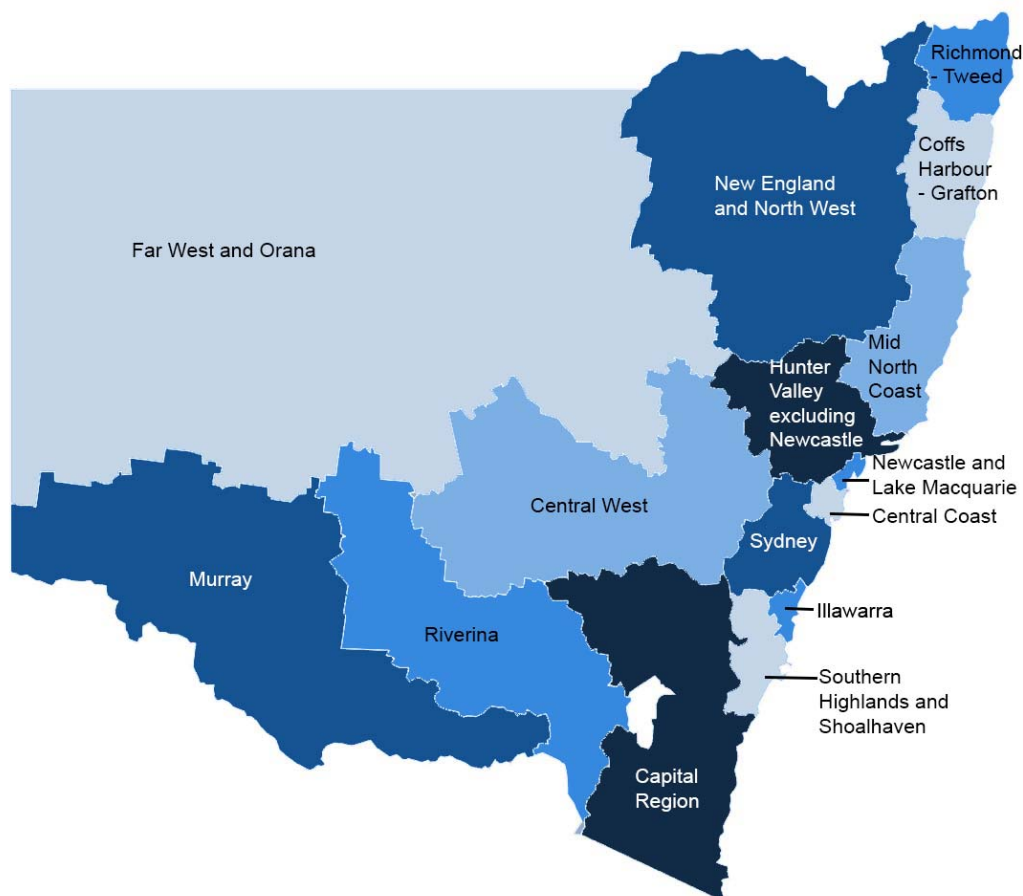 Richmond
- Tweed
Coffs
Harbour
- Grafton
New England
and North West
Far West and Orana
Mid
North
Coast
Hunter
Valley
excluding
Newcastle
Newcastle and
Lake Macquarie
Central Coast
Central West
Sydney
Murray
Illawarra
Riverina
Southern
Highlands and
Shoalhaven
Capital
Region